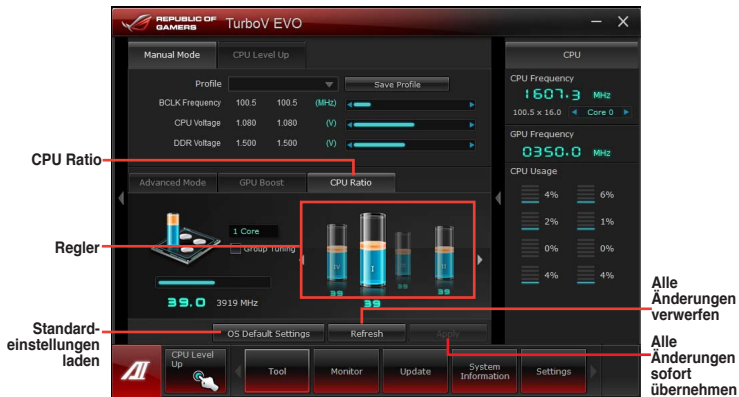 REPUBLIC OF
GAMERS
TurboV EVO
Manual Mode
CPU Level Up
CPU
Profile
Save Profile
BCLK Frequency 100.5 100.5 (MHz)
CPU Voltage 1.080 1.080 (V)
DDR Voltage 1.500 1.500 (V)
CPU Frequency
1607.3 MHz
100.5 x 16.0 Core 0
GPU Frequency
0350.0 MHz
CPU Usage
4% 6%
2% 1%
0% 0%
4% 4%
CPU Ratio
Advanced Mode
GPU Boost
CPU Ratio
Regler
1 Core
Group Tuning
IV
I
III
II
39
39
39
39
39.0 3919 MHz
Standard-
einstellungen
laden
OS Default Settings
Refresh
Apply
Alle
Änderungen
verwerfen
Alle
Änderungen
sofort
übernehmen
CPU Level
Up
Tool
Monitor
Update
System
Information
Settings